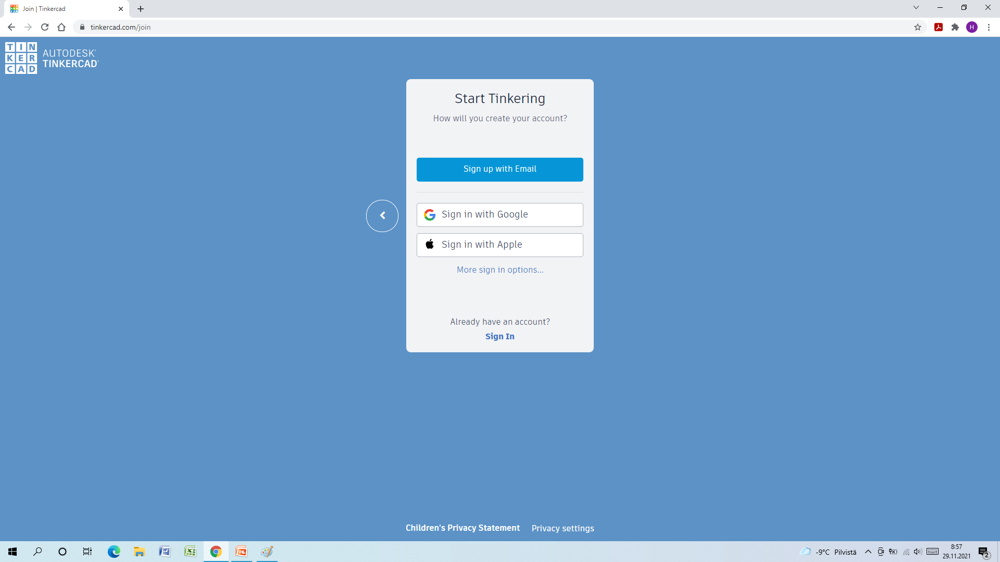 Join | Tinkercad
tinkercad.com/join
H
TIN
KER
CAD
AUTODESK®
TINKERCAD®
Start Tinkering
How will you create your account?
Sign up with Email
Sign in with Google
Sign in with Apple
More sign in options...
Already have an account?
Sign In
Children's Privacy Statement
Privacy settings
-9°C Pilvistä
8:57
29.11.2021
2